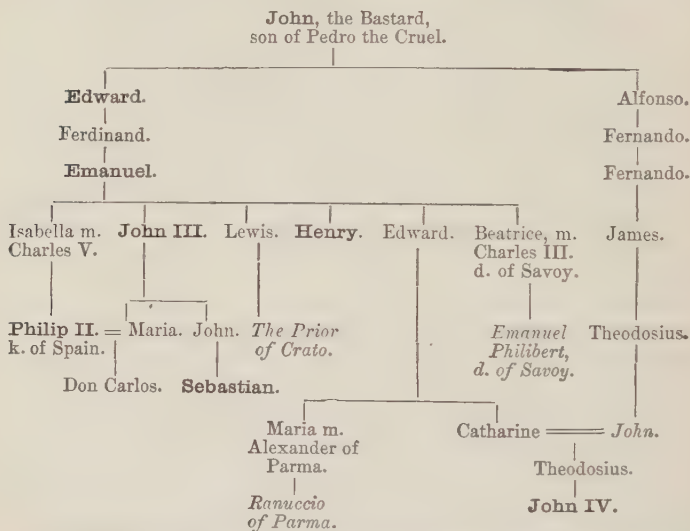 John, the Bastard,
son of Pedro the Cruel.
Edward. Alfonso.
Ferdinand. Fernando.
Emanuel. Fernando.
Isabella m. John III. Lewis. Henry. Edward. Beatrice, m. James.
Charles V. Charles III.
d. of Savoy.
Philip II. = Maria. John. The Prior Emanuel Theodosius.
k. of Spain. of Crato. Philibert,
Don Carlos. Sebastian. d. of Savoy.
Maria m. Catharine = John.
Alexander of
Parma. Theodosius.
Ranuccio John IV.
of Parma.